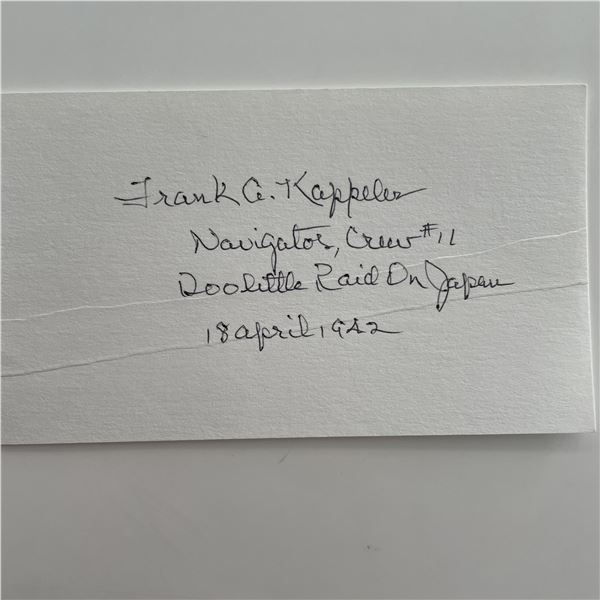 Frank A. Kappeler
Navigator, Crew #11
Doolittle Raid On Japan
18 April 1942